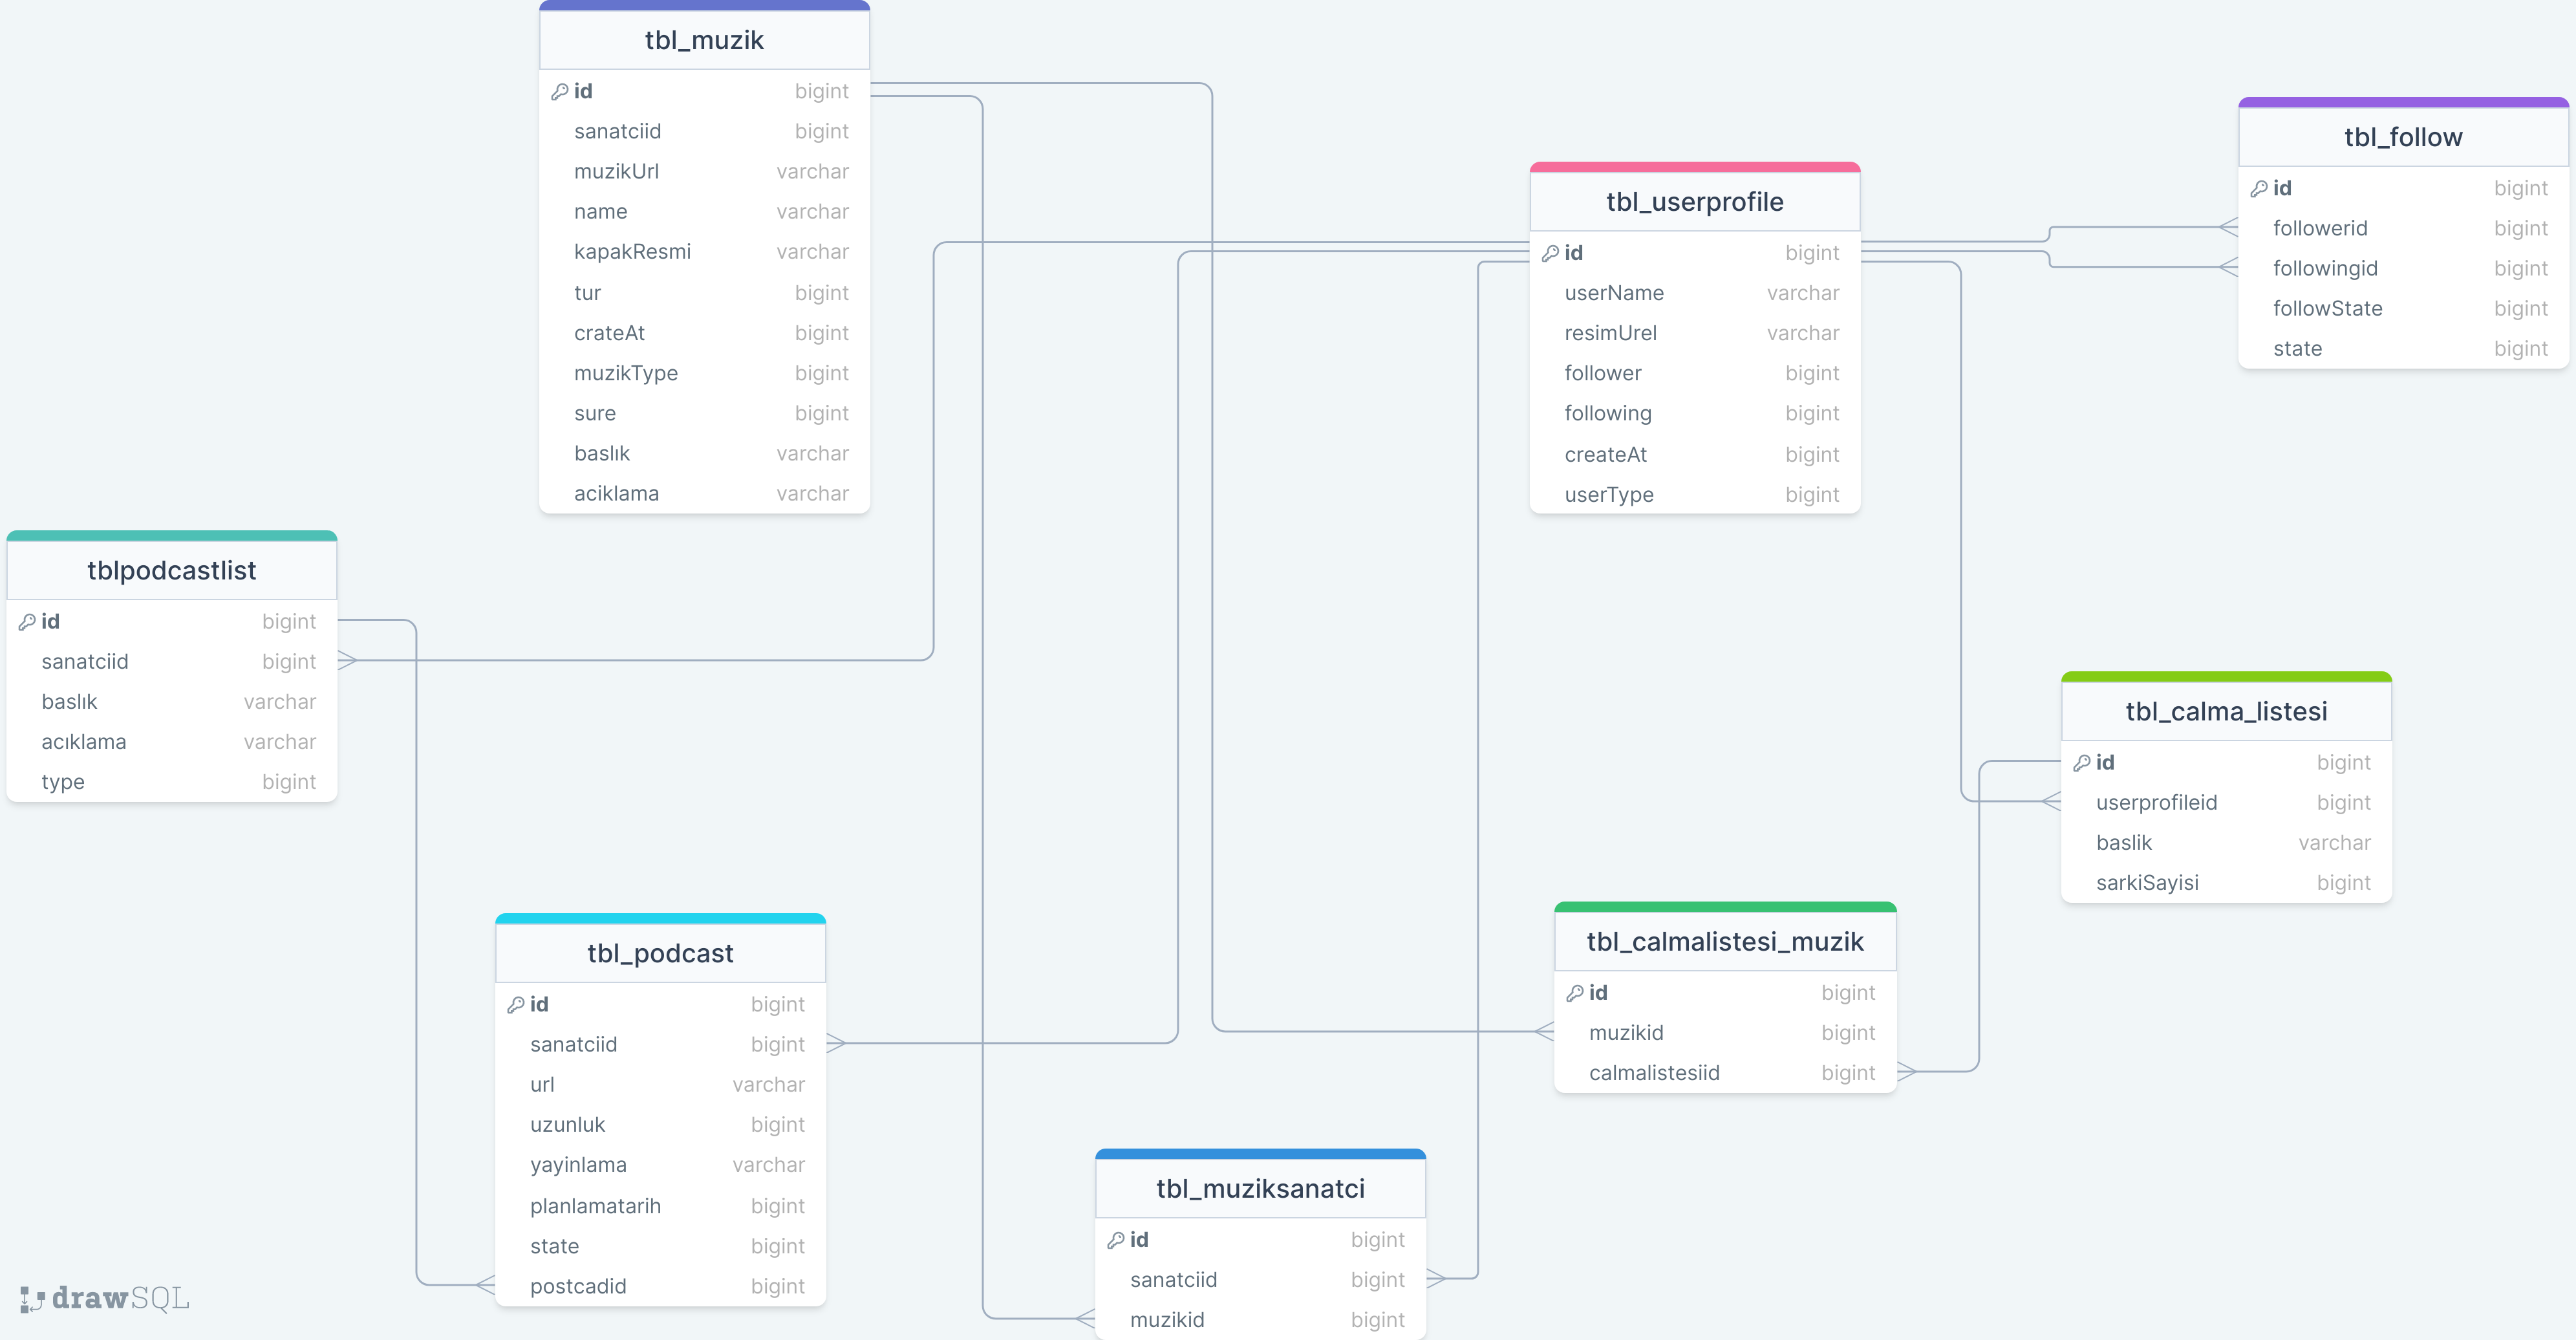 tbl_muzik
id bigint
sanatciid bigint
muzikUrl varchar
name varchar
kapakResmi varchar
tur bigint
crateAt bigint
muzikType bigint
sure bigint
baslık varchar
aciklama varchar
tbl_follow
id bigint
followerid bigint
followingid bigint
followState bigint
state bigint
tbl_userprofile
id bigint
userName varchar
resimUrel varchar
follower bigint
following bigint
createAt bigint
userType bigint
tblpodcastlist
id bigint
sanatciid bigint
baslık varchar
acıklama varchar
type bigint
tbl_calma_listesi
id bigint
userprofileid bigint
baslik varchar
sarkiSayisi bigint
tbl_podcast
id bigint
sanatciid bigint
url varchar
uzunluk bigint
yayinlama varchar
planlamatarih bigint
state bigint
postcadid bigint
tbl_calmalistesi_muzik
id bigint
muzikid bigint
calmalistesiid bigint
tbl_muziksanatci
id bigint
sanatciid bigint
muzikid bigint
drawSQL